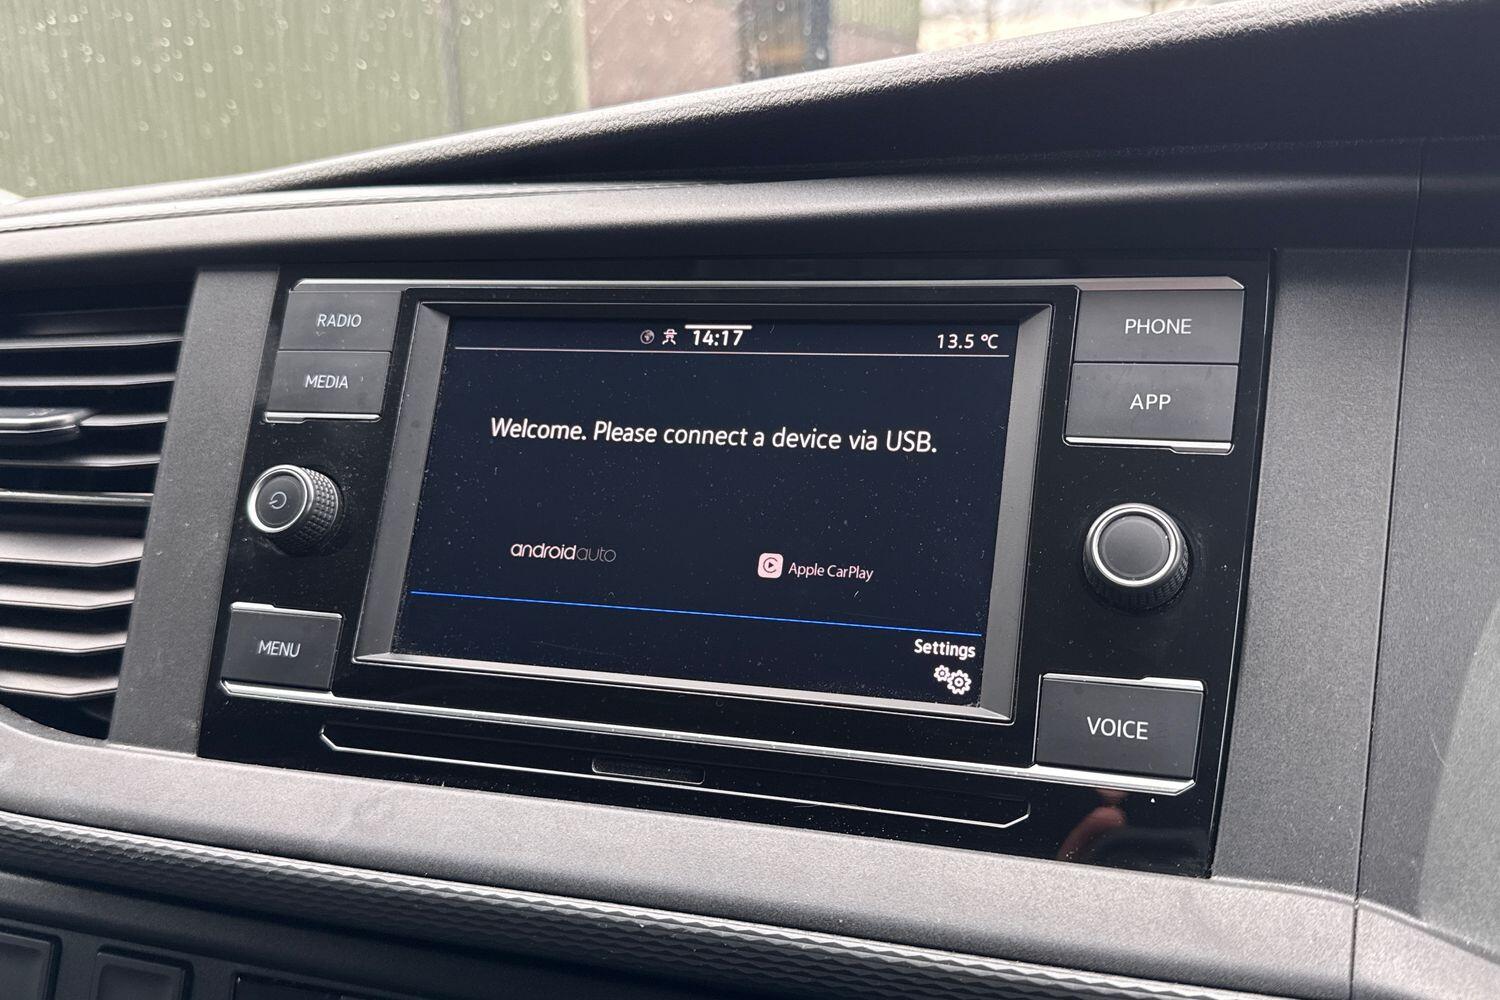 RADIO
MEDIA
14:17
13.5 °C
PHONE
APP
Welcome. Please connect a device via USB.
androidauto
Apple CarPlay
Settings
MENU
VOICE